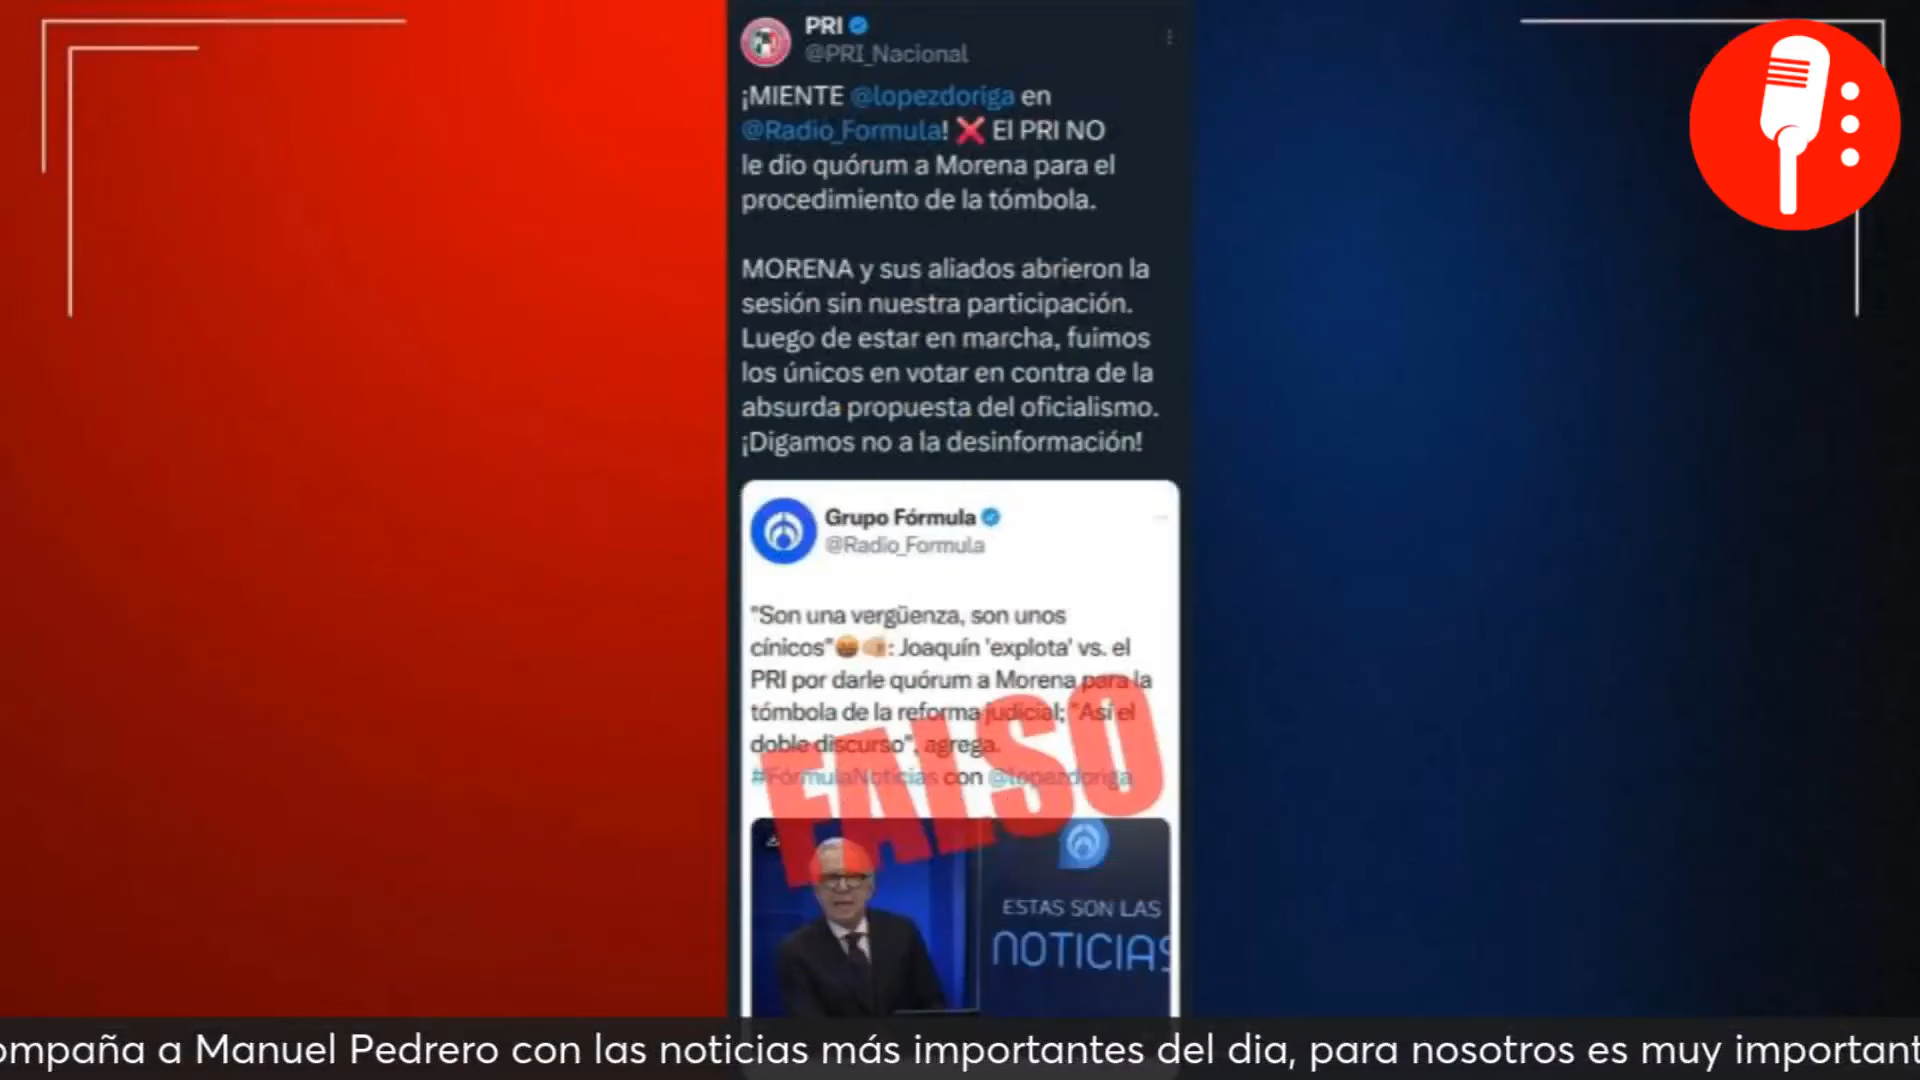 PRI
@PRI_Nacional
¡MIENTE @lopezdoriga en
@Radio_Formula! ❌ El PRI NO
le dio quórum a Morena para el
procedimiento de la tómbola.
MORENA y sus aliados abrieron la
sesión sin nuestra participación.
Luego de estar en marcha, fuimos
los únicos en votar en contra de la
absurda propuesta del oficialismo.
¡Digamos no a la desinformación!
Grupo Fórmula
@Radio_Formula
"Son una vergüenza, son unos
cínicos": Joaquín 'explota' vs. el
PRI por darle quórum a Morena para la
tómbola de la reforma judicial; "Así el
doble discurso", agrega.
#FórmulaNoticias con @lopezdoriga
FALSO
ESTAS SON LAS
NOTICIAS
ompaña a Manuel Pedrero con las noticias más importantes del dia, para nosotros es muy important